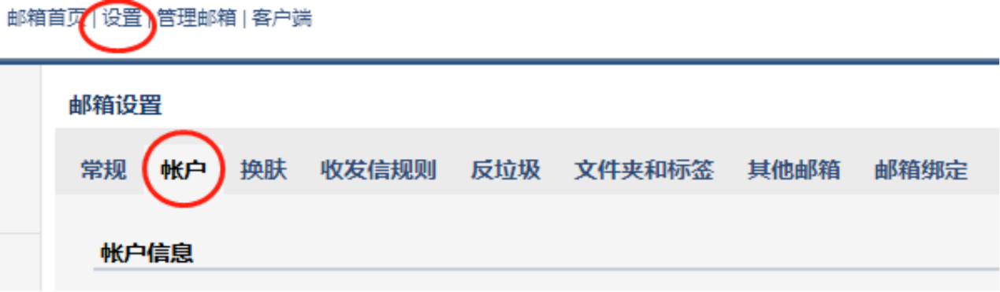 邮箱首页 | 设置 | 管理邮箱 | 客户端
邮箱设置
常规 帐户 换肤 收发信规则 反垃圾 文件夹和标签 其他邮箱 邮箱绑定
帐户信息